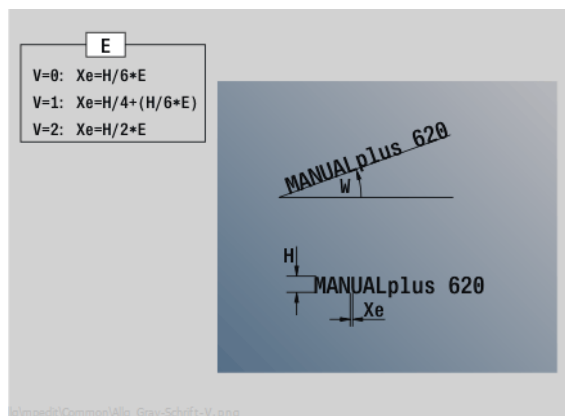 E
V=0: Xe=H/6*E
V=1: Xe=H/4+(H/6*E)
V=2: Xe=H/2*E
MANUALplus 620
W
H
MANUALplus 620
Xe